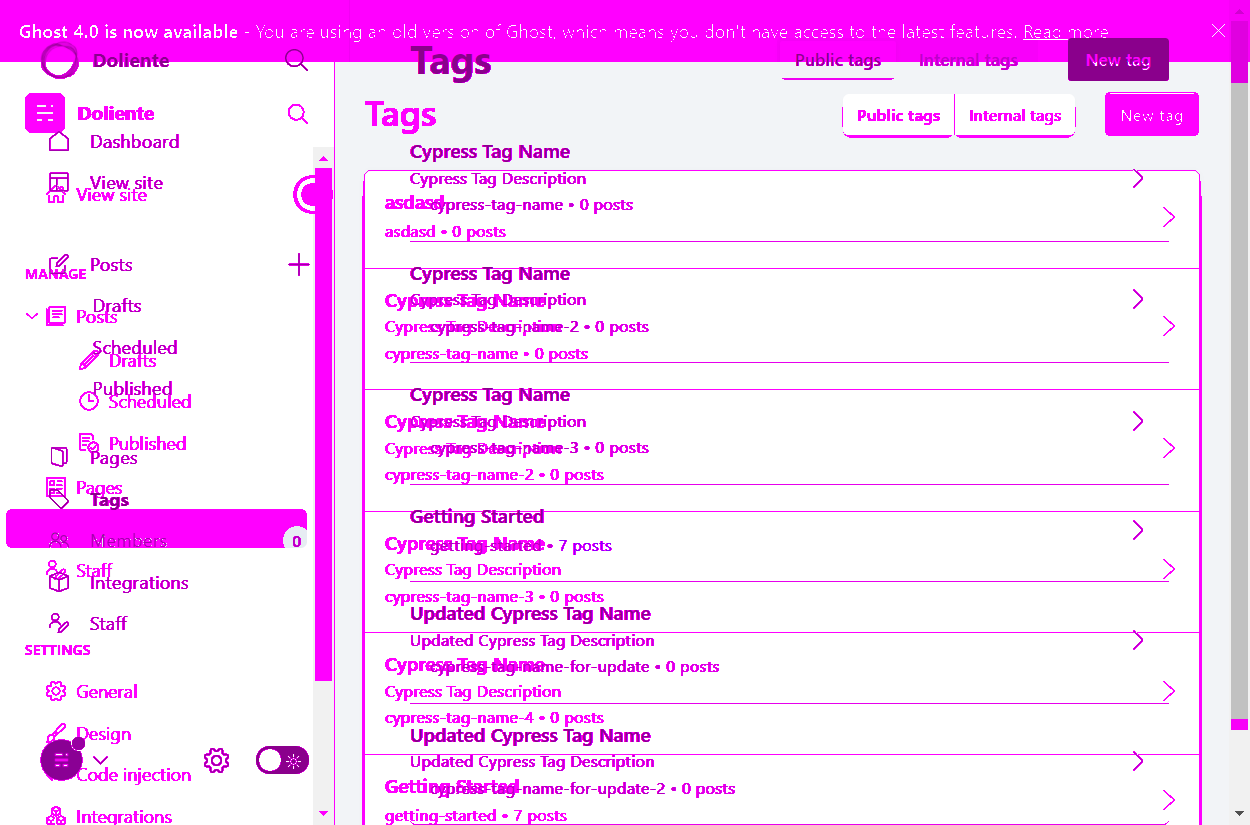 Ghost 4.0 is now available - You are using an old version of Ghost, which means you don't have access to the latest features. Read more
Doliente
Doliente
Dashboard
View site
View site
Posts
MANAGE
Drafts
Posts
Scheduled
Drafts
Published
Scheduled
Published
Pages
Pages
Tags
Members
0
Staff
Integrations
Staff
SETTINGS
General
Design
Code injection
Integrations
Tags
Public tags
Internal tags
New tag
Tags
Public tags
Internal tags
New tag
Cypress Tag Name
Cypress Tag Description
asdasd
cypress-tag-name • 0 posts
asdasd • 0 posts
Cypress Tag Name
Cypress Tag Description
Cypress Tag Name
Cypress Tag Description
cypress-tag-name-2 • 0 posts
cypress-tag-name • 0 posts
Cypress Tag Name
Cypress Tag Description
Cypress Tag Name
Cypress Tag Description
cypress-tag-name-3 • 0 posts
cypress-tag-name-2 • 0 posts
Getting Started
Cypress Tag Name
getting-started • 7 posts
Cypress Tag Description
cypress-tag-name-3 • 0 posts
Updated Cypress Tag Name
Updated Cypress Tag Description
Cypress Tag Name
cypress-tag-name-for-update • 0 posts
Cypress Tag Description
cypress-tag-name-4 • 0 posts
Updated Cypress Tag Name
Updated Cypress Tag Description
Getting Started
cypress-tag-name-for-update-2 • 0 posts
getting-started • 7 posts